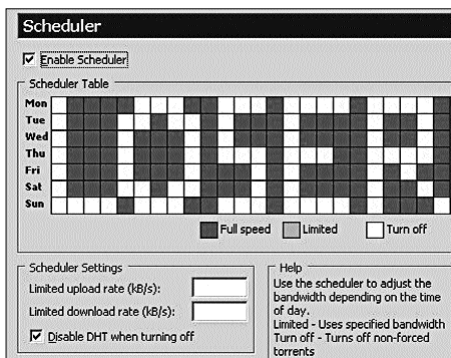 Scheduler
Enable Scheduler
Scheduler Table
Mon
Tue
Wed
Thu
Fri
Sat
Sun
Full speed
Limited
Turn off
Scheduler Settings
Limited upload rate (kB/s):
Limited download rate (kB/s):
Disable DHT when turning off
Help
Use the scheduler to adjust the
bandwidth depending on the time
of day.
Limited - Uses specified bandwidth
Turn off - Turns off non-forced
torrents